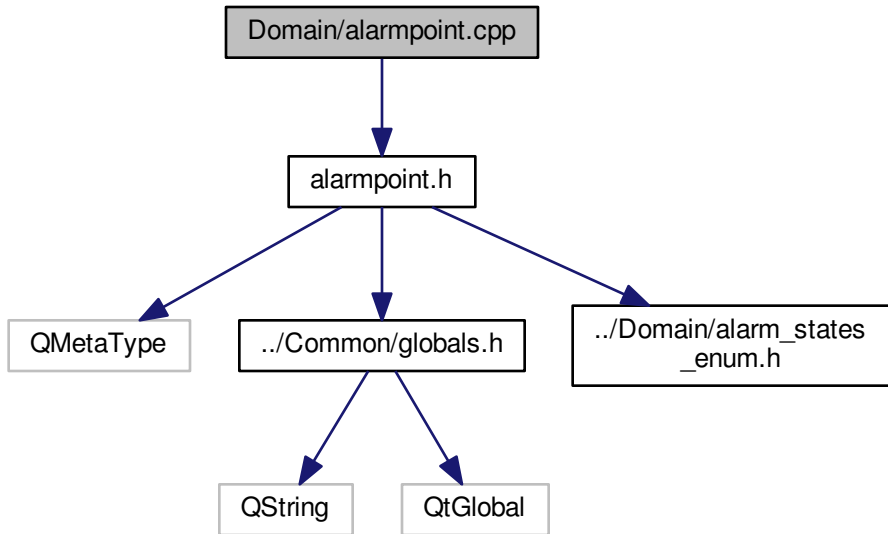 Domain/alarmpoint.cpp
alarmpoint.h
QMetaType
../Common/globals.h
../Domain/alarm_states
_enum.h
QString
QtGlobal